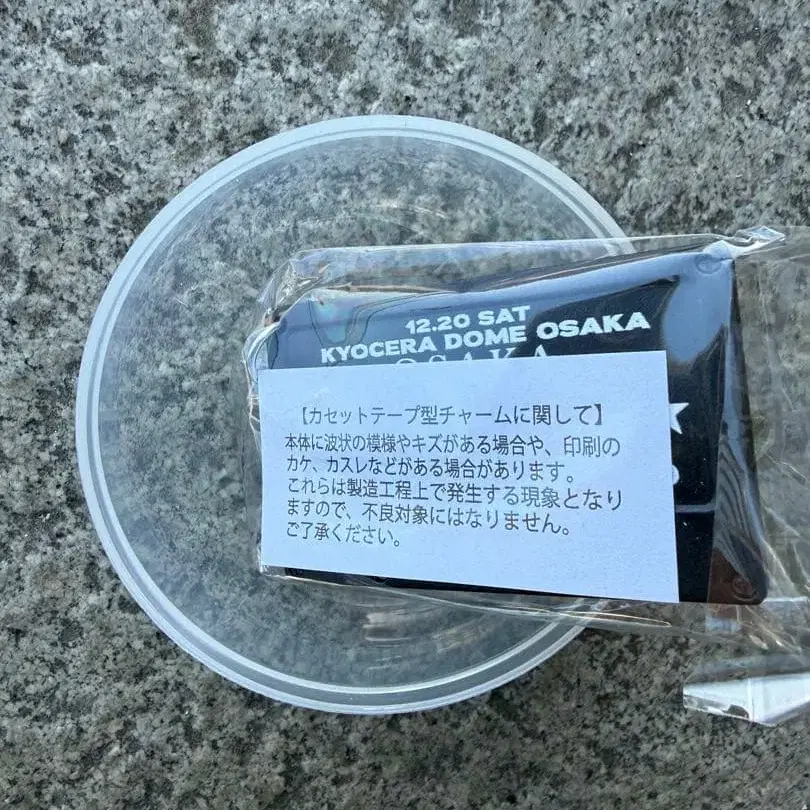 12.20 SAT
KYOCERA DOME OSAKA
OSAKA
【カセットテープ型チャームに関して】
本体に波状の模様やキズがある場合や、印刷の
カケ、カスレなどがある場合があります。
これらは製造工程上で発生する現象となり
ますので、不良対象にはなりません。
ご了承ください。